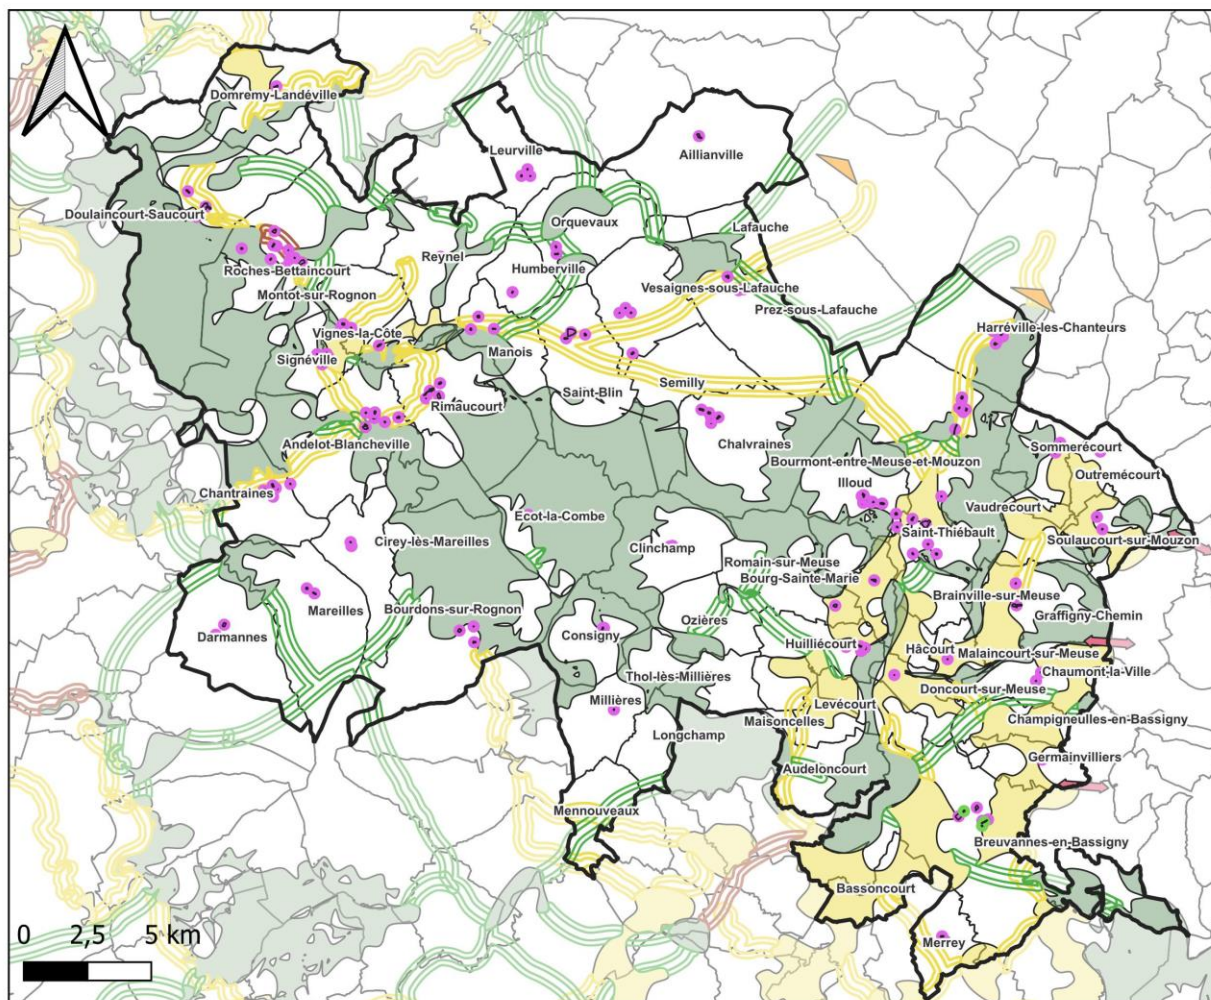 Domremy-Landéville
Leurville
Aillianville
Doulaincourt-Saucourt
Orquevaux
Lafauche
Reynel
Humberville
Roches-Bettaincourt
Vesaignes-sous-Lafauche
Montot-sur-Rognon
Prez-sous-Lafauche
Harréville-les-Chanteurs
Vignes-la-Côte
Manois
Signéville
Semilly
Saint-Blin
Rimaucourt
Andelot-Blancheville
Chalvraines
Sommerécourt
Bourmont-entre-Meuse-et-Mouzon
Outremécourt
Illoud
Chantraines
Vaudrecourt
Ecot-la-Combe
Saint-Thiébault
Cirey-lès-Mareilles
Clinchamp
Soulaucourt-sur-Mouzon
Romain-sur-Meuse
Bourg-Sainte-Marie
Brainville-sur-Meuse
Mareilles
Bourdons-sur-Rognon
Graffigny-Chemin
Ozières
Darmannes
Consigny
Huilliécourt
Hâcourt
Malaincourt-sur-Meuse
Chaumont-la-Ville
Thol-lès-Millières
Doncourt-sur-Meuse
Millières
Levécourt
Maisoncelles
Champigneulles-en-Bassigny
Longchamp
Germainvilliers
Audeloncourt
Mennouveaux
Breuvannes-en-Bassigny
Bassoncourt
0 2,5 5 km
Merrey